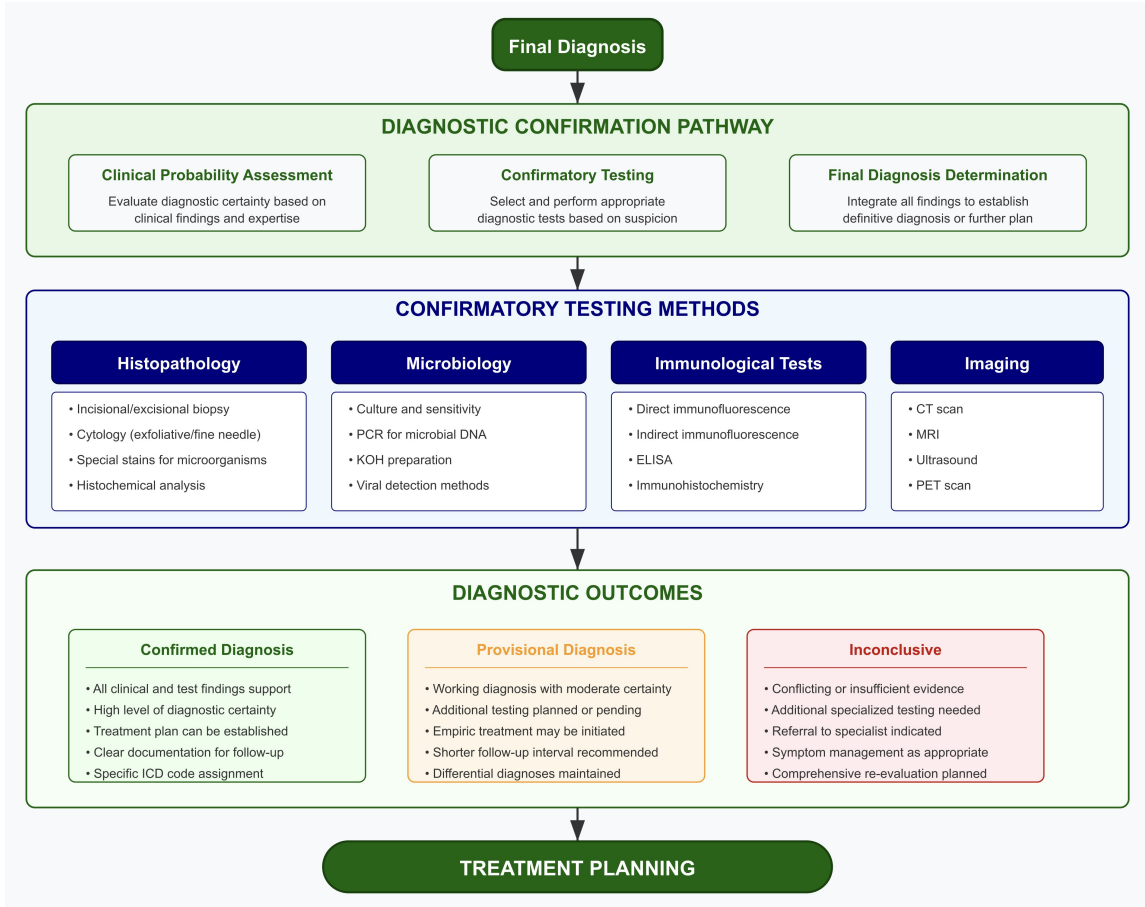 Final Diagnosis
DIAGNOSTIC CONFIRMATION PATHWAY
Clinical Probability Assessment
Evaluate diagnostic certainty based on
clinical findings and expertise
Confirmatory Testing
Select and perform appropriate
diagnostic tests based on suspicion
Final Diagnosis Determination
Integrate all findings to establish
definitive diagnosis or further plan
CONFIRMATORY TESTING METHODS
Histopathology
• Incisional/excisional biopsy
• Cytology (exfoliative/fine needle)
• Special stains for microorganisms
• Histochemical analysis
Microbiology
• Culture and sensitivity
• PCR for microbial DNA
• KOH preparation
• Viral detection methods
Immunological Tests
• Direct immunofluorescence
• Indirect immunofluorescence
• ELISA
• Immunohistochemistry
Imaging
• CT scan
• MRI
• Ultrasound
• PET scan
DIAGNOSTIC OUTCOMES
Confirmed Diagnosis
• All clinical and test findings support
• High level of diagnostic certainty
• Treatment plan can be established
• Clear documentation for follow-up
• Specific ICD code assignment
Provisional Diagnosis
• Working diagnosis with moderate certainty
• Additional testing planned or pending
• Empiric treatment may be initiated
• Shorter follow-up interval recommended
• Differential diagnoses maintained
Inconclusive
• Conflicting or insufficient evidence
• Additional specialized testing needed
• Referral to specialist indicated
• Symptom management as appropriate
• Comprehensive re-evaluation planned
TREATMENT PLANNING